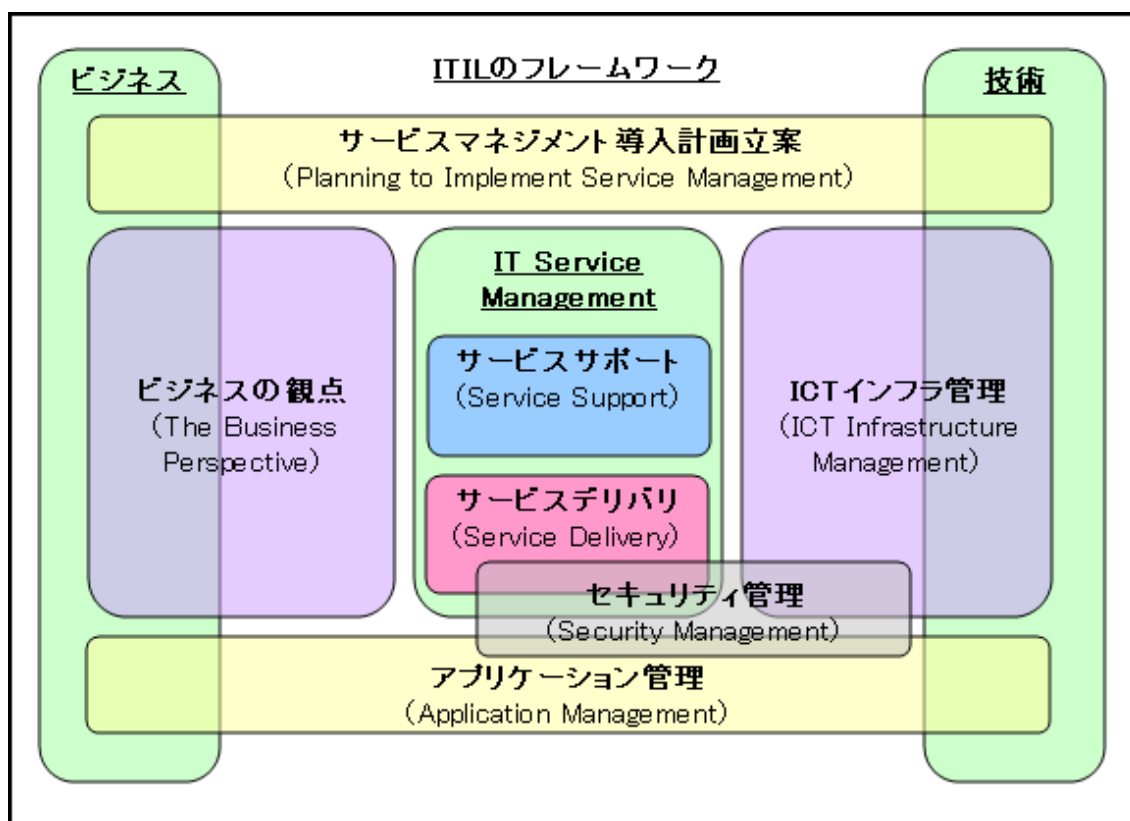 ITILのフレームワーク
ビジネス
技術
サービスマネジメント導入計画立案
(Planning to Implement Service Management)
ビジネスの観点
(The Business
Perspective)
IT Service
Management
サービスサポート
(Service Support)
サービスデリバリ
(Service Delivery)
ICTインフラ管理
(ICT Infrastructure
Management)
セキュリティ管理
(Security Management)
アプリケーション管理
(Application Management)